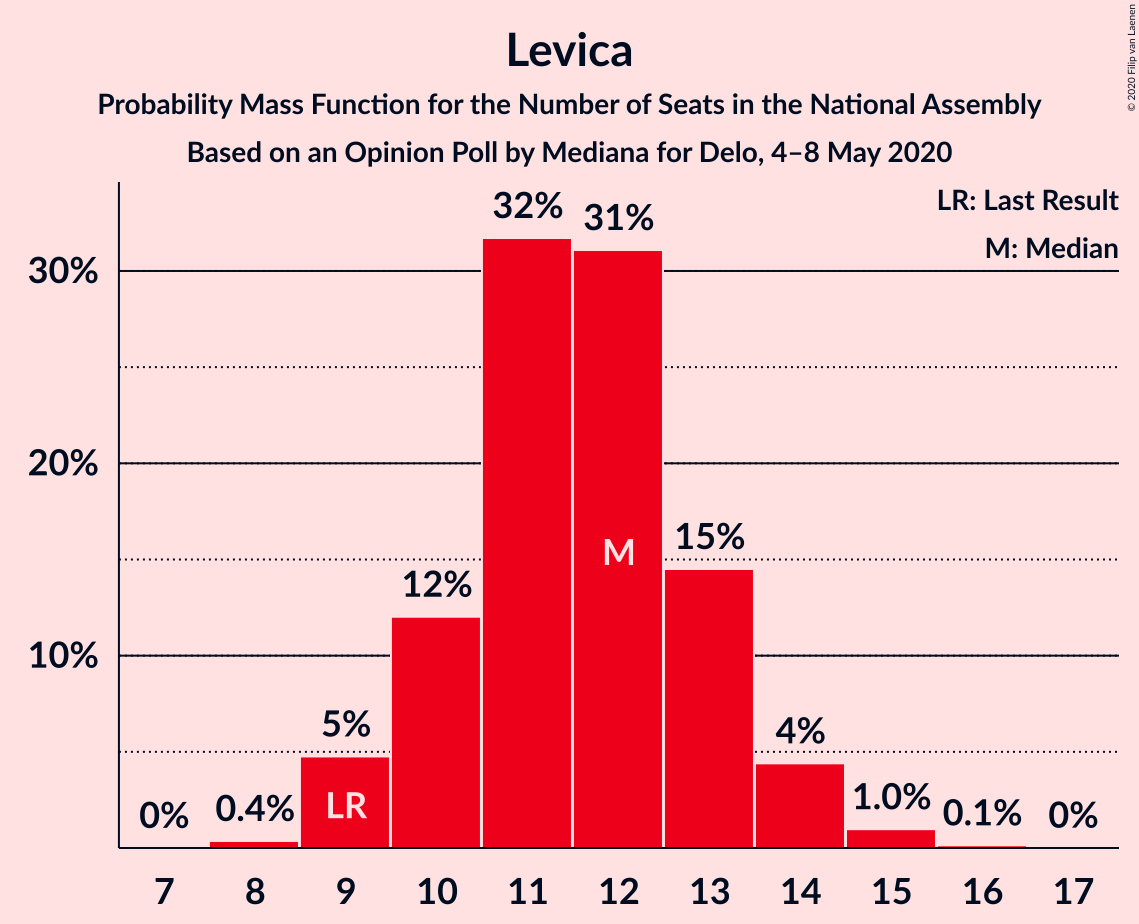 Levica
Probability Mass Function for the Number of Seats in the National Assembly
Based on an Opinion Poll by Mediana for Delo, 4–8 May 2020
© 2020 Filip van Laenen
LR: Last Result
M: Median
30%
20%
10%
0%
0.4%
5%
12%
32%
31%
15%
4%
1.0%
0.1%
0%
LR
M
7 8 9 10 11 12 13 14 15 16 17